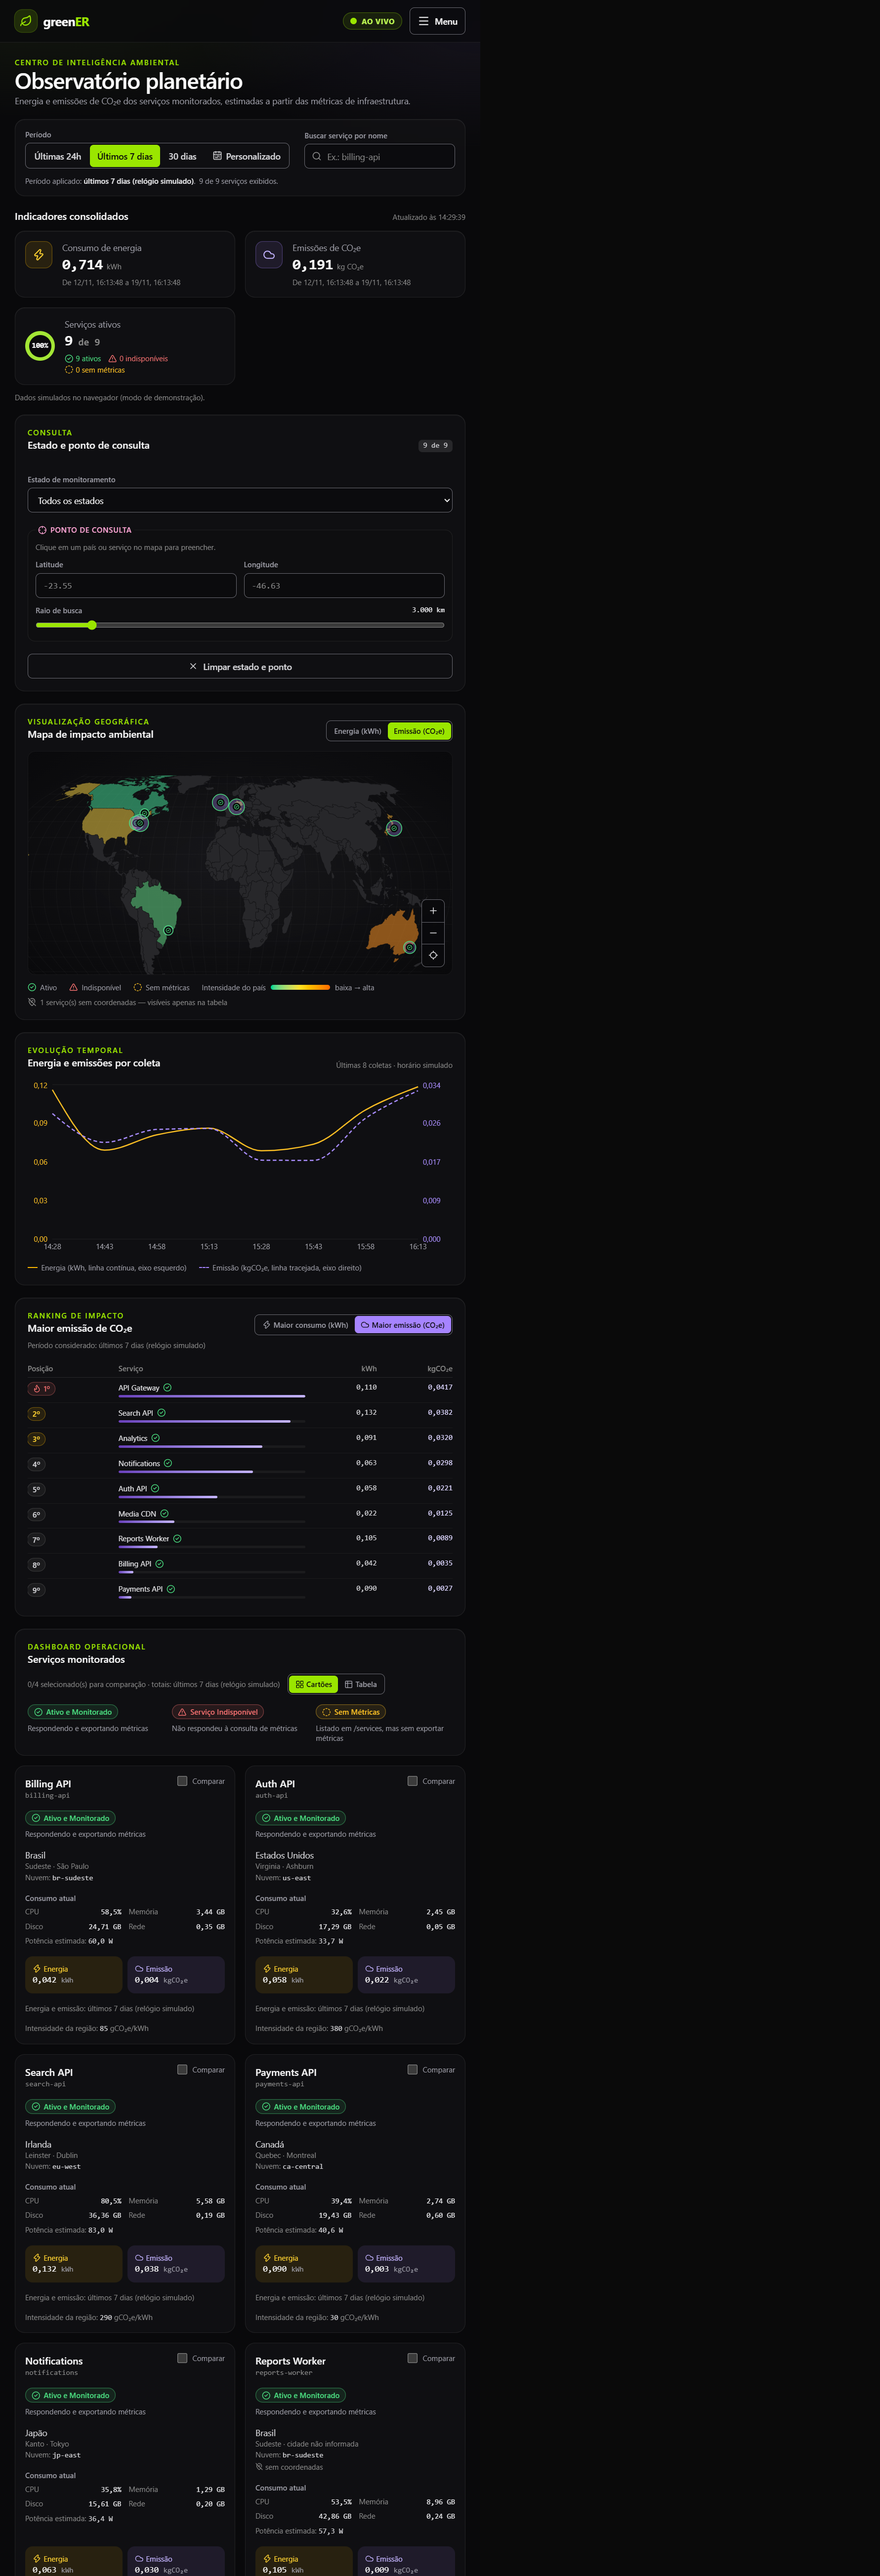 greenER
AO VIVO
Menu
CENTRO DE INTELIGÊNCIA AMBIENTAL
Observatório planetário
Energia e emissões de CO₂e dos serviços monitorados, estimadas a partir das métricas de infraestrutura.
Período
Buscar serviço por nome
Últimas 24h Últimos 7 dias 30 dias Personalizado
Ex.: billing-api
Período aplicado: últimos 7 dias (relógio simulado). 9 de 9 serviços exibidos.
Indicadores consolidados
Atualizado às 14:29:39
Consumo de energia
0,714 kWh
De 12/11, 16:13:48 a 19/11, 16:13:48
Emissões de CO₂e
0,191 kg CO₂e
De 12/11, 16:13:48 a 19/11, 16:13:48
100%
Serviços ativos
9 de 9
9 ativos 0 indisponíveis
0 sem métricas
Dados simulados no navegador (modo de demonstração).
CONSULTA
Estado e ponto de consulta
9 de 9
Estado de monitoramento
Todos os estados
PONTO DE CONSULTA
Clique em um país ou serviço no mapa para preencher.
Latitude Longitude
-23.55 -46.63
Raio de busca 3.000 km
Limpar estado e ponto
VISUALIZAÇÃO GEOGRÁFICA
Mapa de impacto ambiental
Energia (kWh) Emissão (CO₂e)
+
−
Ativo Indisponível Sem métricas Intensidade do país baixa → alta
1 serviço(s) sem coordenadas — visíveis apenas na tabela
EVOLUÇÃO TEMPORAL
Energia e emissões por coleta
Últimas 8 coletas · horário simulado
0,12 0,034
0,09 0,026
0,06 0,017
0,03 0,009
0,00 0,000
14:28 14:43 14:58 15:13 15:28 15:43 15:58 16:13
Energia (kWh, linha contínua, eixo esquerdo) Emissão (kgCO₂e, linha tracejada, eixo direito)
RANKING DE IMPACTO
Maior emissão de CO₂e
Maior consumo (kWh) Maior emissão (CO₂e)
Período considerado: últimos 7 dias (relógio simulado)
Posição Serviço kWh kgCO₂e
1º API Gateway 0,110 0,0417
2º Search API 0,132 0,0382
3º Analytics 0,091 0,0320
4º Notifications 0,063 0,0298
5º Auth API 0,058 0,0221
6º Media CDN 0,022 0,0125
7º Reports Worker 0,105 0,0089
8º Billing API 0,042 0,0035
9º Payments API 0,090 0,0027
DASHBOARD OPERACIONAL
Serviços monitorados
0/4 selecionado(s) para comparação · totais: últimos 7 dias (relógio simulado) Cartões Tabela
Ativo e Monitorado
Respondendo e exportando métricas
Serviço Indisponível
Não respondeu à consulta de métricas
Sem Métricas
Listado em /services, mas sem exportar
métricas
Billing API Comparar
billing-api
Ativo e Monitorado
Respondendo e exportando métricas
Brasil
Sudeste · São Paulo
Nuvem: br-sudeste
Consumo atual
CPU 58,5% Memória 3,44 GB
Disco 24,71 GB Rede 0,35 GB
Potência estimada: 60,0 W
Energia
0,042 kWh
Emissão
0,004 kgCO₂e
Energia e emissão: últimos 7 dias (relógio simulado)
Intensidade da região: 85 gCO₂e/kWh
Auth API Comparar
auth-api
Ativo e Monitorado
Respondendo e exportando métricas
Estados Unidos
Virginia · Ashburn
Nuvem: us-east
Consumo atual
CPU 32,6% Memória 2,45 GB
Disco 17,29 GB Rede 0,05 GB
Potência estimada: 33,7 W
Energia
0,058 kWh
Emissão
0,022 kgCO₂e
Energia e emissão: últimos 7 dias (relógio simulado)
Intensidade da região: 380 gCO₂e/kWh
Search API Comparar
search-api
Ativo e Monitorado
Respondendo e exportando métricas
Irlanda
Leinster · Dublin
Nuvem: eu-west
Consumo atual
CPU 80,5% Memória 5,58 GB
Disco 36,36 GB Rede 0,19 GB
Potência estimada: 83,0 W
Energia
0,132 kWh
Emissão
0,038 kgCO₂e
Energia e emissão: últimos 7 dias (relógio simulado)
Intensidade da região: 290 gCO₂e/kWh
Payments API Comparar
payments-api
Ativo e Monitorado
Respondendo e exportando métricas
Canadá
Quebec · Montreal
Nuvem: ca-central
Consumo atual
CPU 39,4% Memória 2,74 GB
Disco 19,43 GB Rede 0,60 GB
Potência estimada: 40,6 W
Energia
0,090 kWh
Emissão
0,003 kgCO₂e
Energia e emissão: últimos 7 dias (relógio simulado)
Intensidade da região: 30 gCO₂e/kWh
Notifications Comparar
notifications
Ativo e Monitorado
Respondendo e exportando métricas
Japão
Kanto · Tokyo
Nuvem: jp-east
Consumo atual
CPU 35,8% Memória 1,29 GB
Disco 15,61 GB Rede 0,20 GB
Potência estimada: 36,4 W
Energia
0,063 kWh
Emissão
0,030 kgCO₂e
Reports Worker Comparar
reports-worker
Ativo e Monitorado
Respondendo e exportando métricas
Brasil
Sudeste · cidade não informada
Nuvem: br-sudeste
sem coordenadas
Consumo atual
CPU 53,5% Memória 8,96 GB
Disco 42,86 GB Rede 0,24 GB
Potência estimada: 57,3 W
Energia
0,105 kWh
Emissão
0,009 kgCO₂e